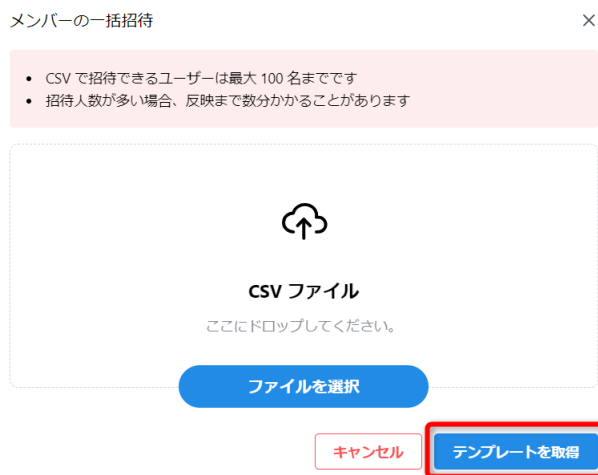 メンバーの一括招待
CSV で招待できるユーザーは最大 100 名までです
招待人数が多い場合、反映まで数分かかることがあります
CSV ファイル
ここにドロップしてください。
ファイルを選択
キャンセル
テンプレートを取得